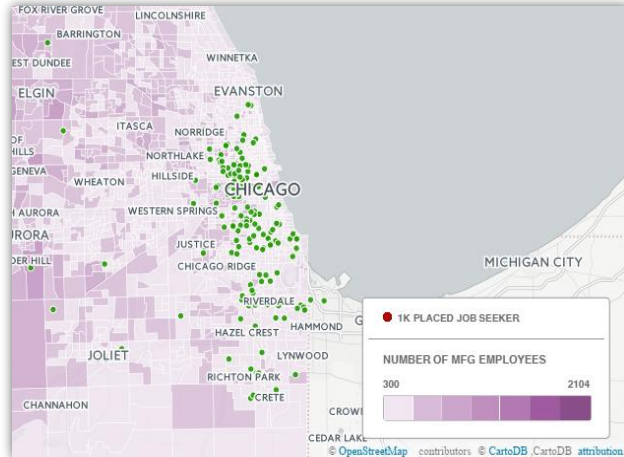 FOX RIVER GROVE
LINCOLNSHIRE
BARRINGTON
WINNETKA
EST DUNDEE
ELGIN
EVANSTON
ITASCA
NORRIDGE
OF
HILLS
NORTHLAKE
GENEVA
HILLSIDE
WHEATON
CHICAGO
H AURORA
WESTERN SPRINGS
URORA
JUSTICE
DER HILL
CHICAGO RIDGE
MICHIGAN CITY
RIVERDALE
HAZEL CREST
HAMMOND
G
1K PLACED JOB SEEKER
JOLIET
LYNWOOD
NUMBER OF MFG EMPLOYEES
RICHTON PARK
300 2104
CHANNAHON
CRETE
CROW
CEDAR LAKE
© OpenStreetMap contributors © CartoDB ,CartoDB attribution